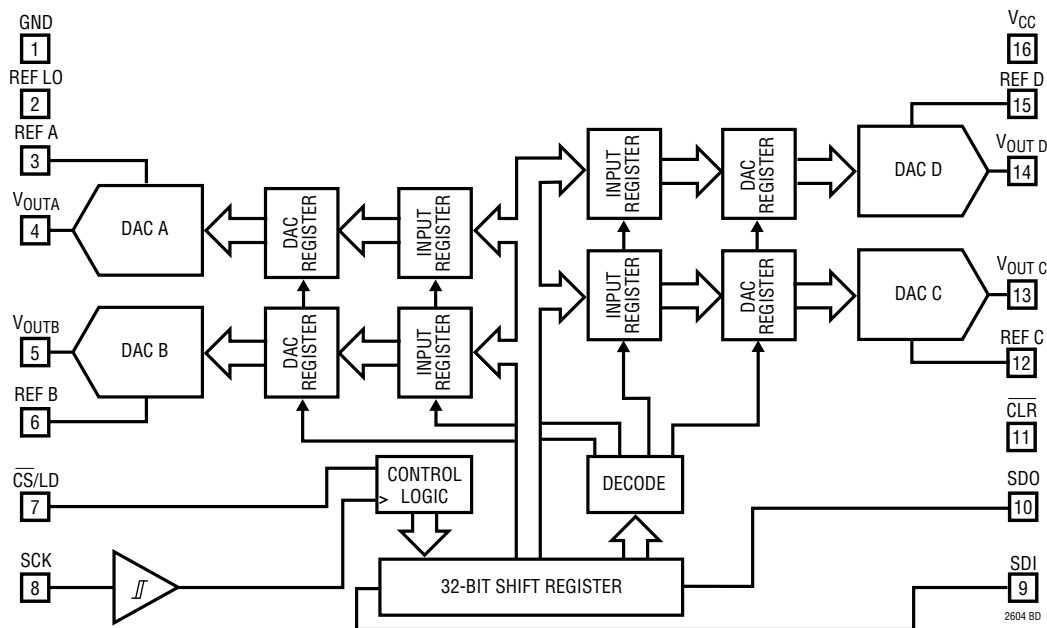 GND
1
REF LO
2
REF A
3
VOUTA
4
VOUTB
5
REF B
6
CS/LD
7
SCK
8
DAC A
DAC
REGISTER
INPUT
REGISTER
DAC B
DAC
REGISTER
INPUT
REGISTER
CONTROL
LOGIC
>
32-BIT SHIFT REGISTER
DECODE
INPUT
REGISTER
DAC
REGISTER
DAC D
INPUT
REGISTER
DAC
REGISTER
DAC C
VCC
16
REF D
15
VOUT D
14
VOUT C
13
REF C
12
CLR
11
SDO
10
SDI
9
2604 BD